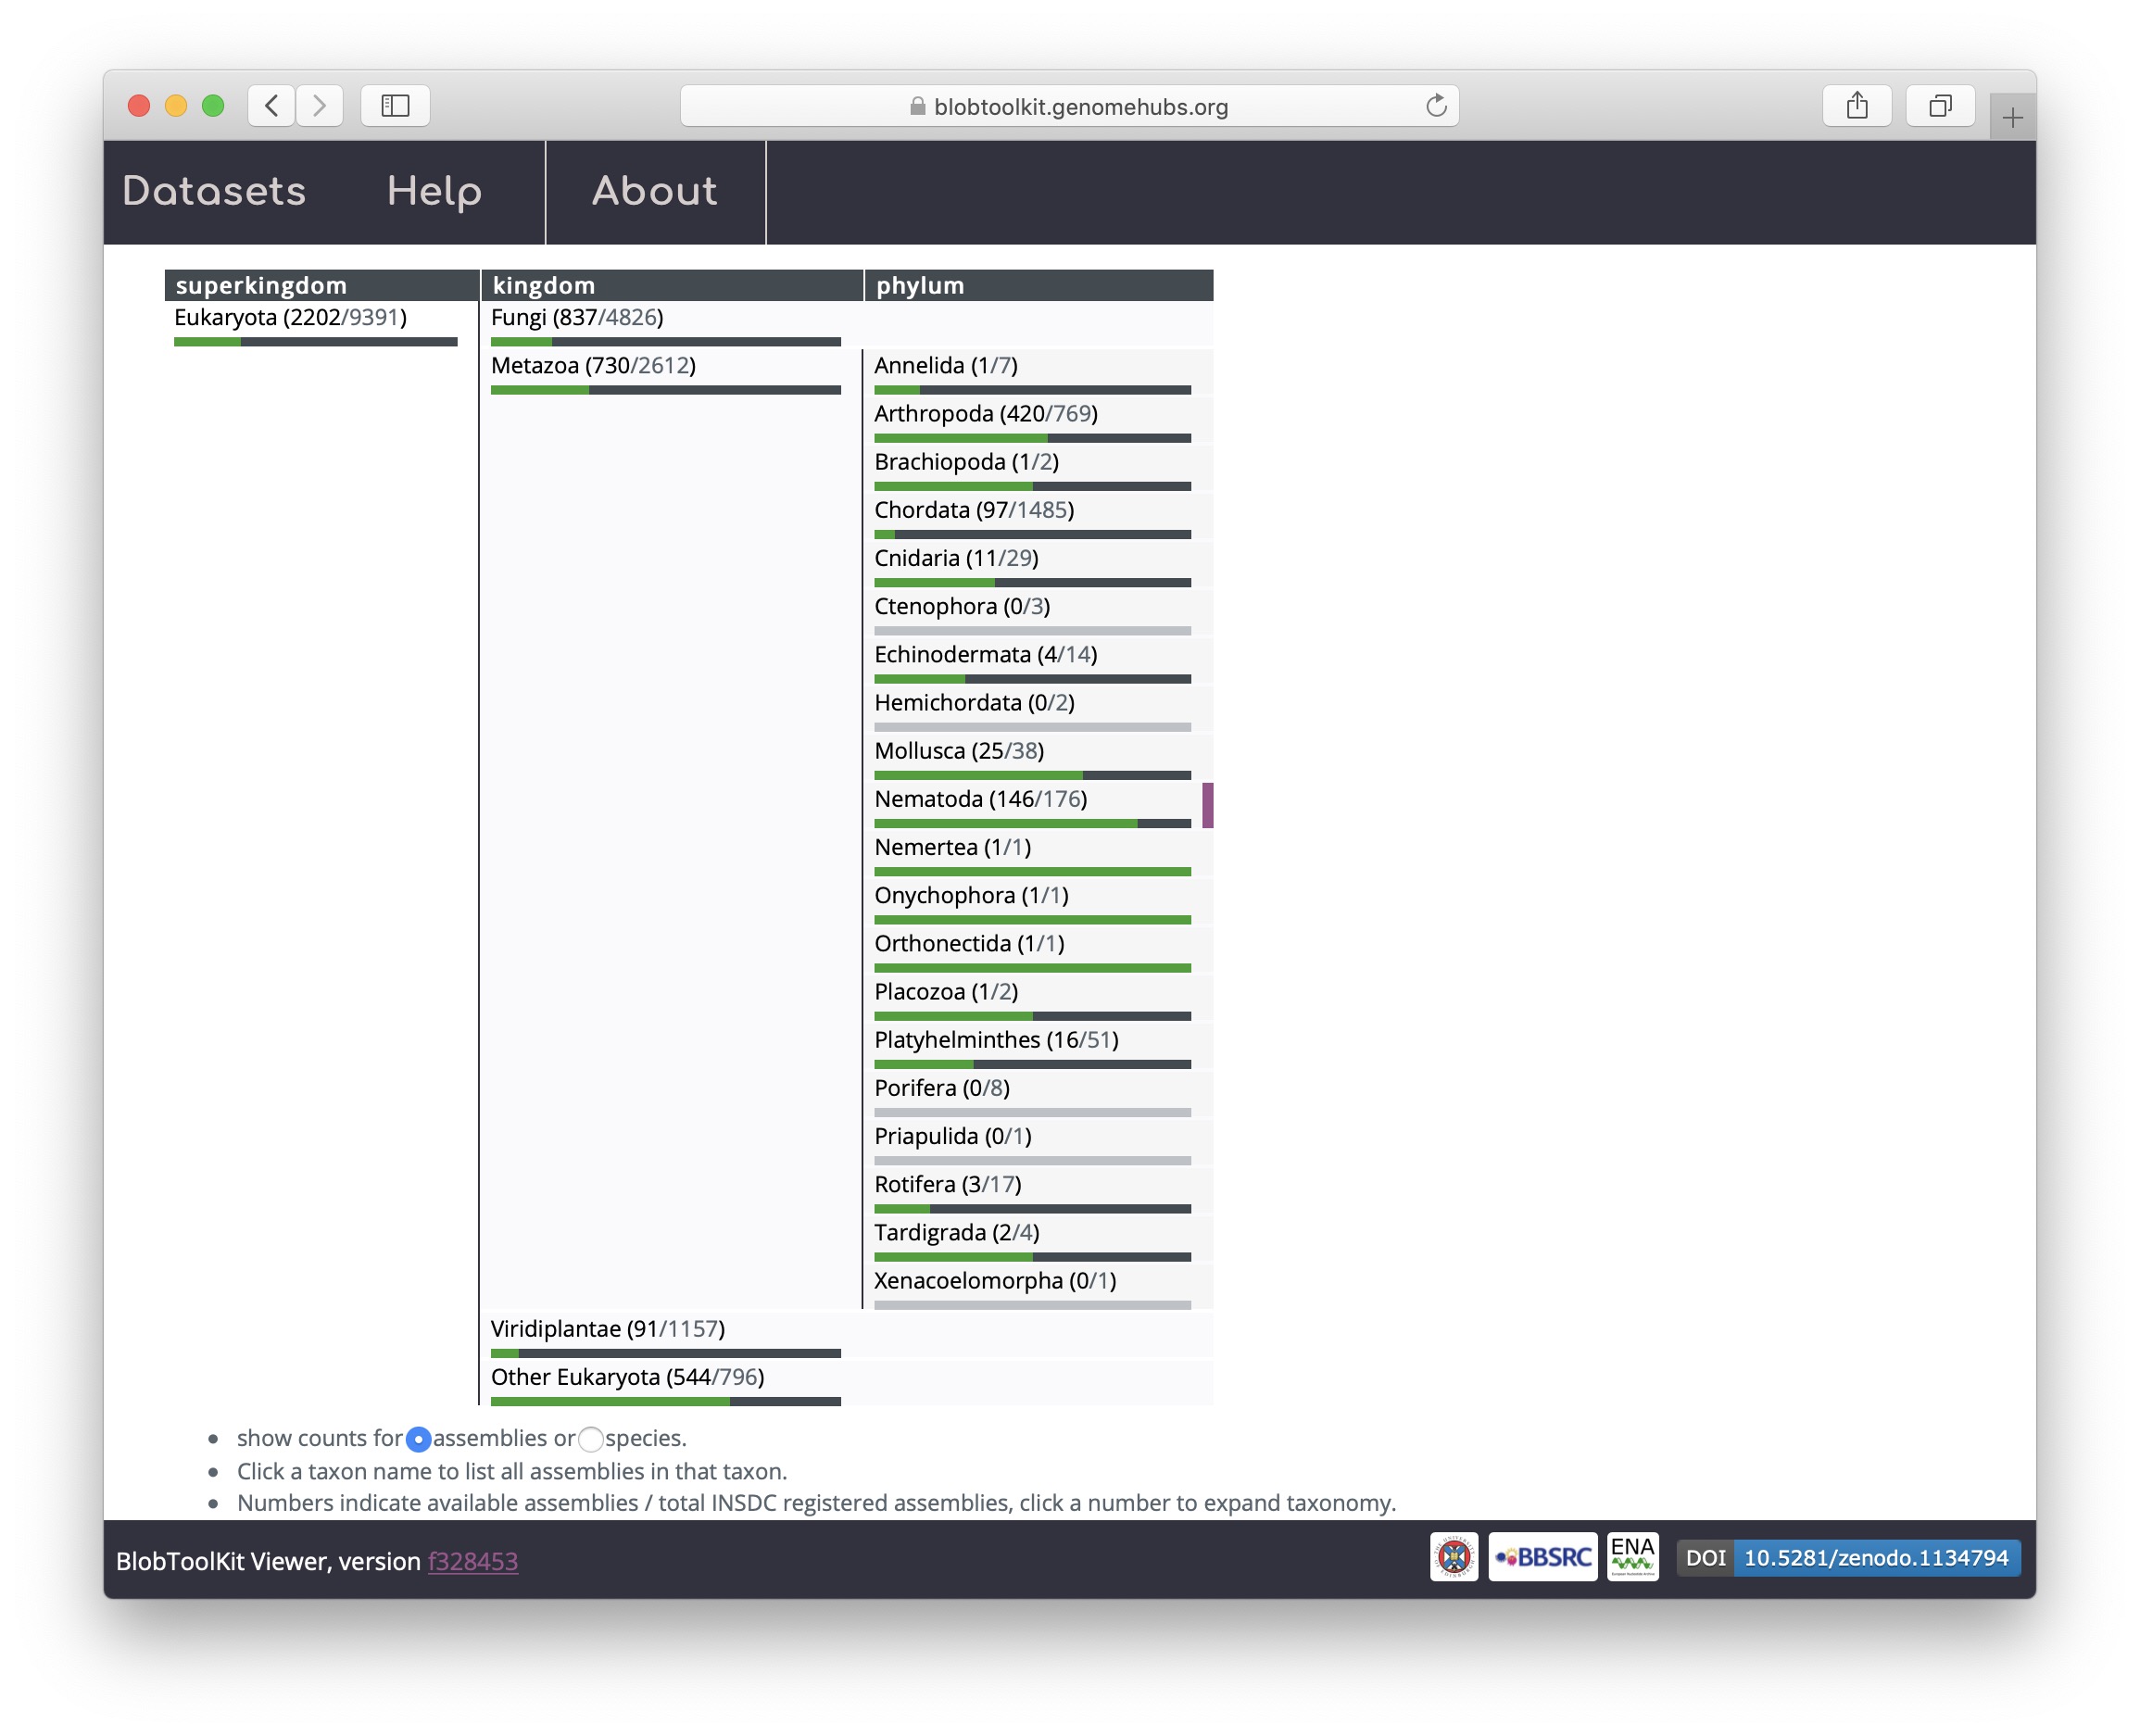 blobtoolkit.genomehubs.org
Datasets Help About
superkingdom kingdom phylum
Eukaryota (2202/9391) Fungi (837/4826)
Metazoa (730/2612) Annelida (1/7)
Arthropoda (420/769)
Brachiopoda (1/2)
Chordata (97/1485)
Cnidaria (11/29)
Ctenophora (0/3)
Echinodermata (4/14)
Hemichordata (0/2)
Mollusca (25/38)
Nematoda (146/176)
Nemertea (1/1)
Onychophora (1/1)
Orthonectida (1/1)
Placozoa (1/2)
Platyhelminthes (16/51)
Porifera (0/8)
Priapulida (0/1)
Rotifera (3/17)
Tardigrada (2/4)
Xenacoelomorpha (0/1)
Viridiplantae (91/1157)
Other Eukaryota (544/796)
• show counts for assemblies or species.
• Click a taxon name to list all assemblies in that taxon.
• Numbers indicate available assemblies / total INSDC registered assemblies, click a number to expand taxonomy.
BlobToolKit Viewer, version f328453 BBSRC ENA DOI 10.5281/zenodo.1134794